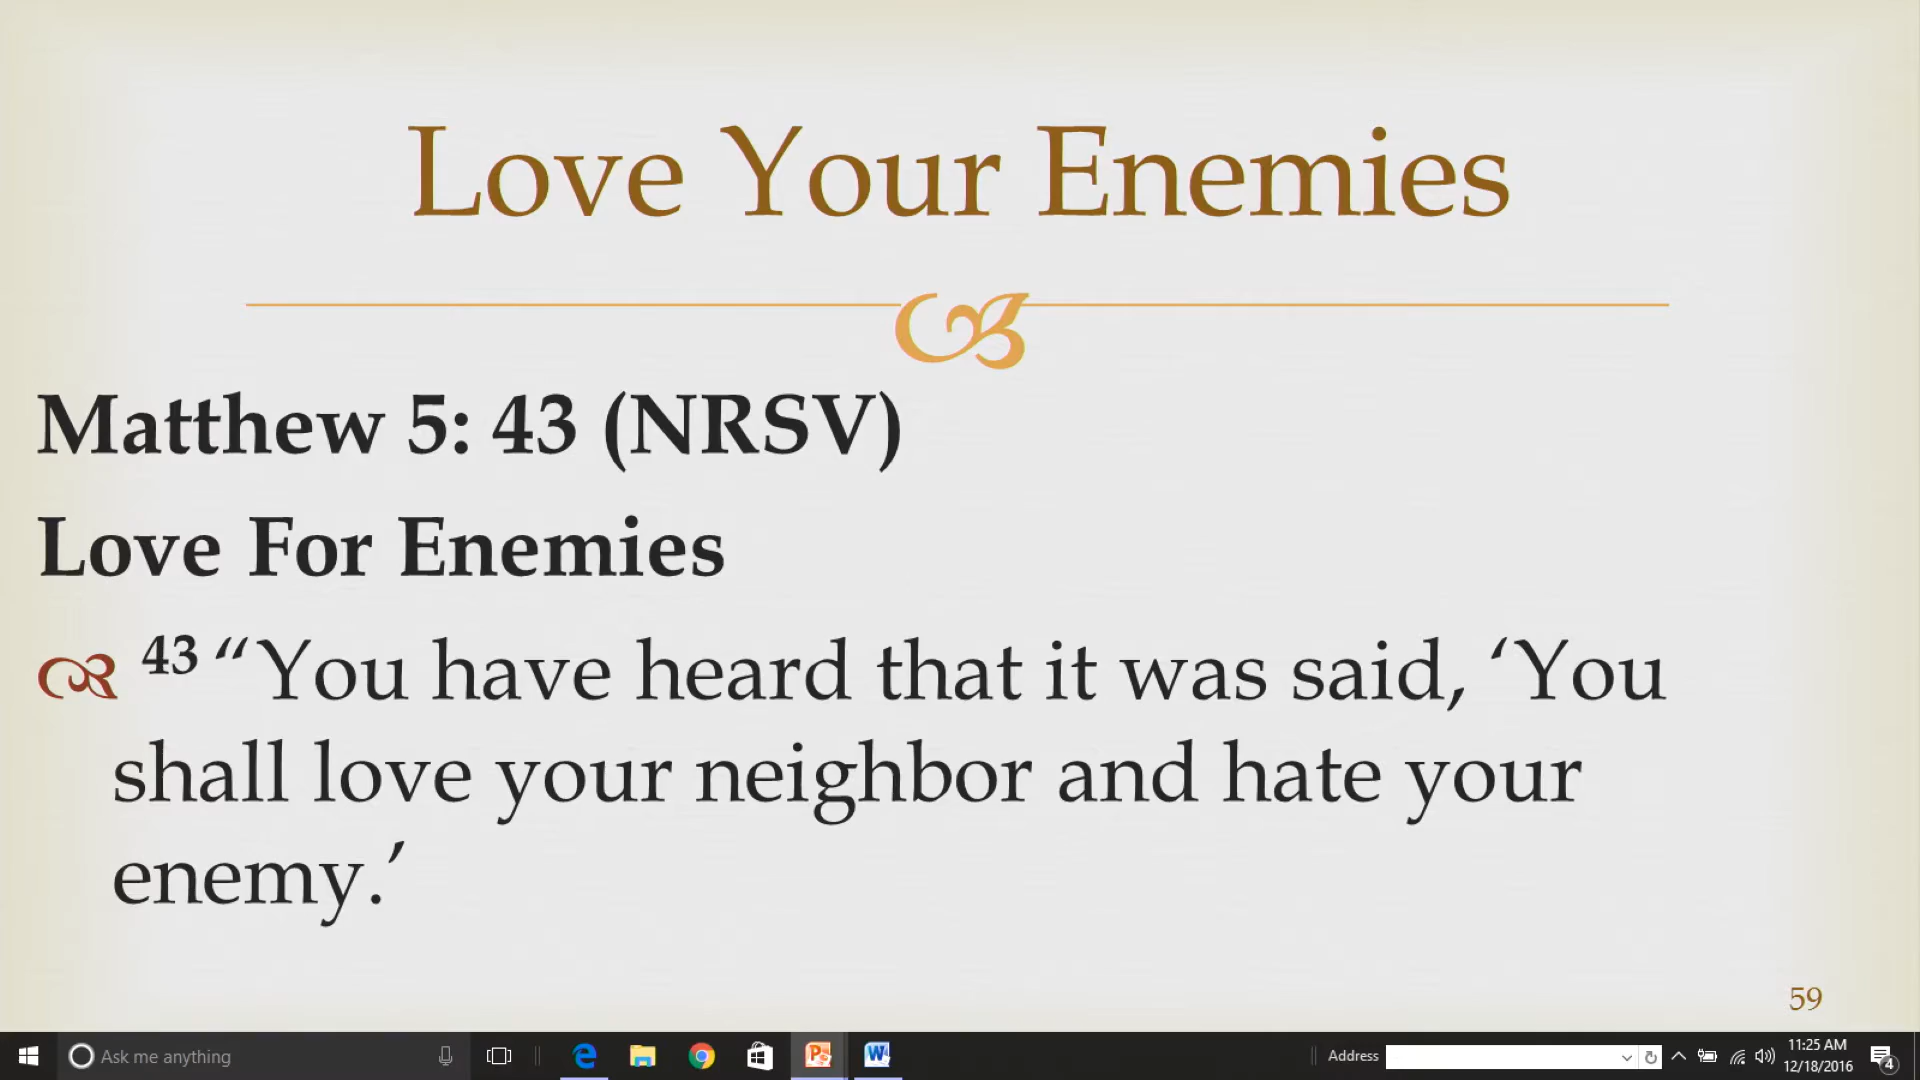 Love Your Enemies
Matthew 5: 43 (NRSV)
Love For Enemies
43 “You have heard that it was said, ‘You
shall love your neighbor and hate your
enemy.’
59
Ask me anything
Address
11:25 AM
12/18/2016
4